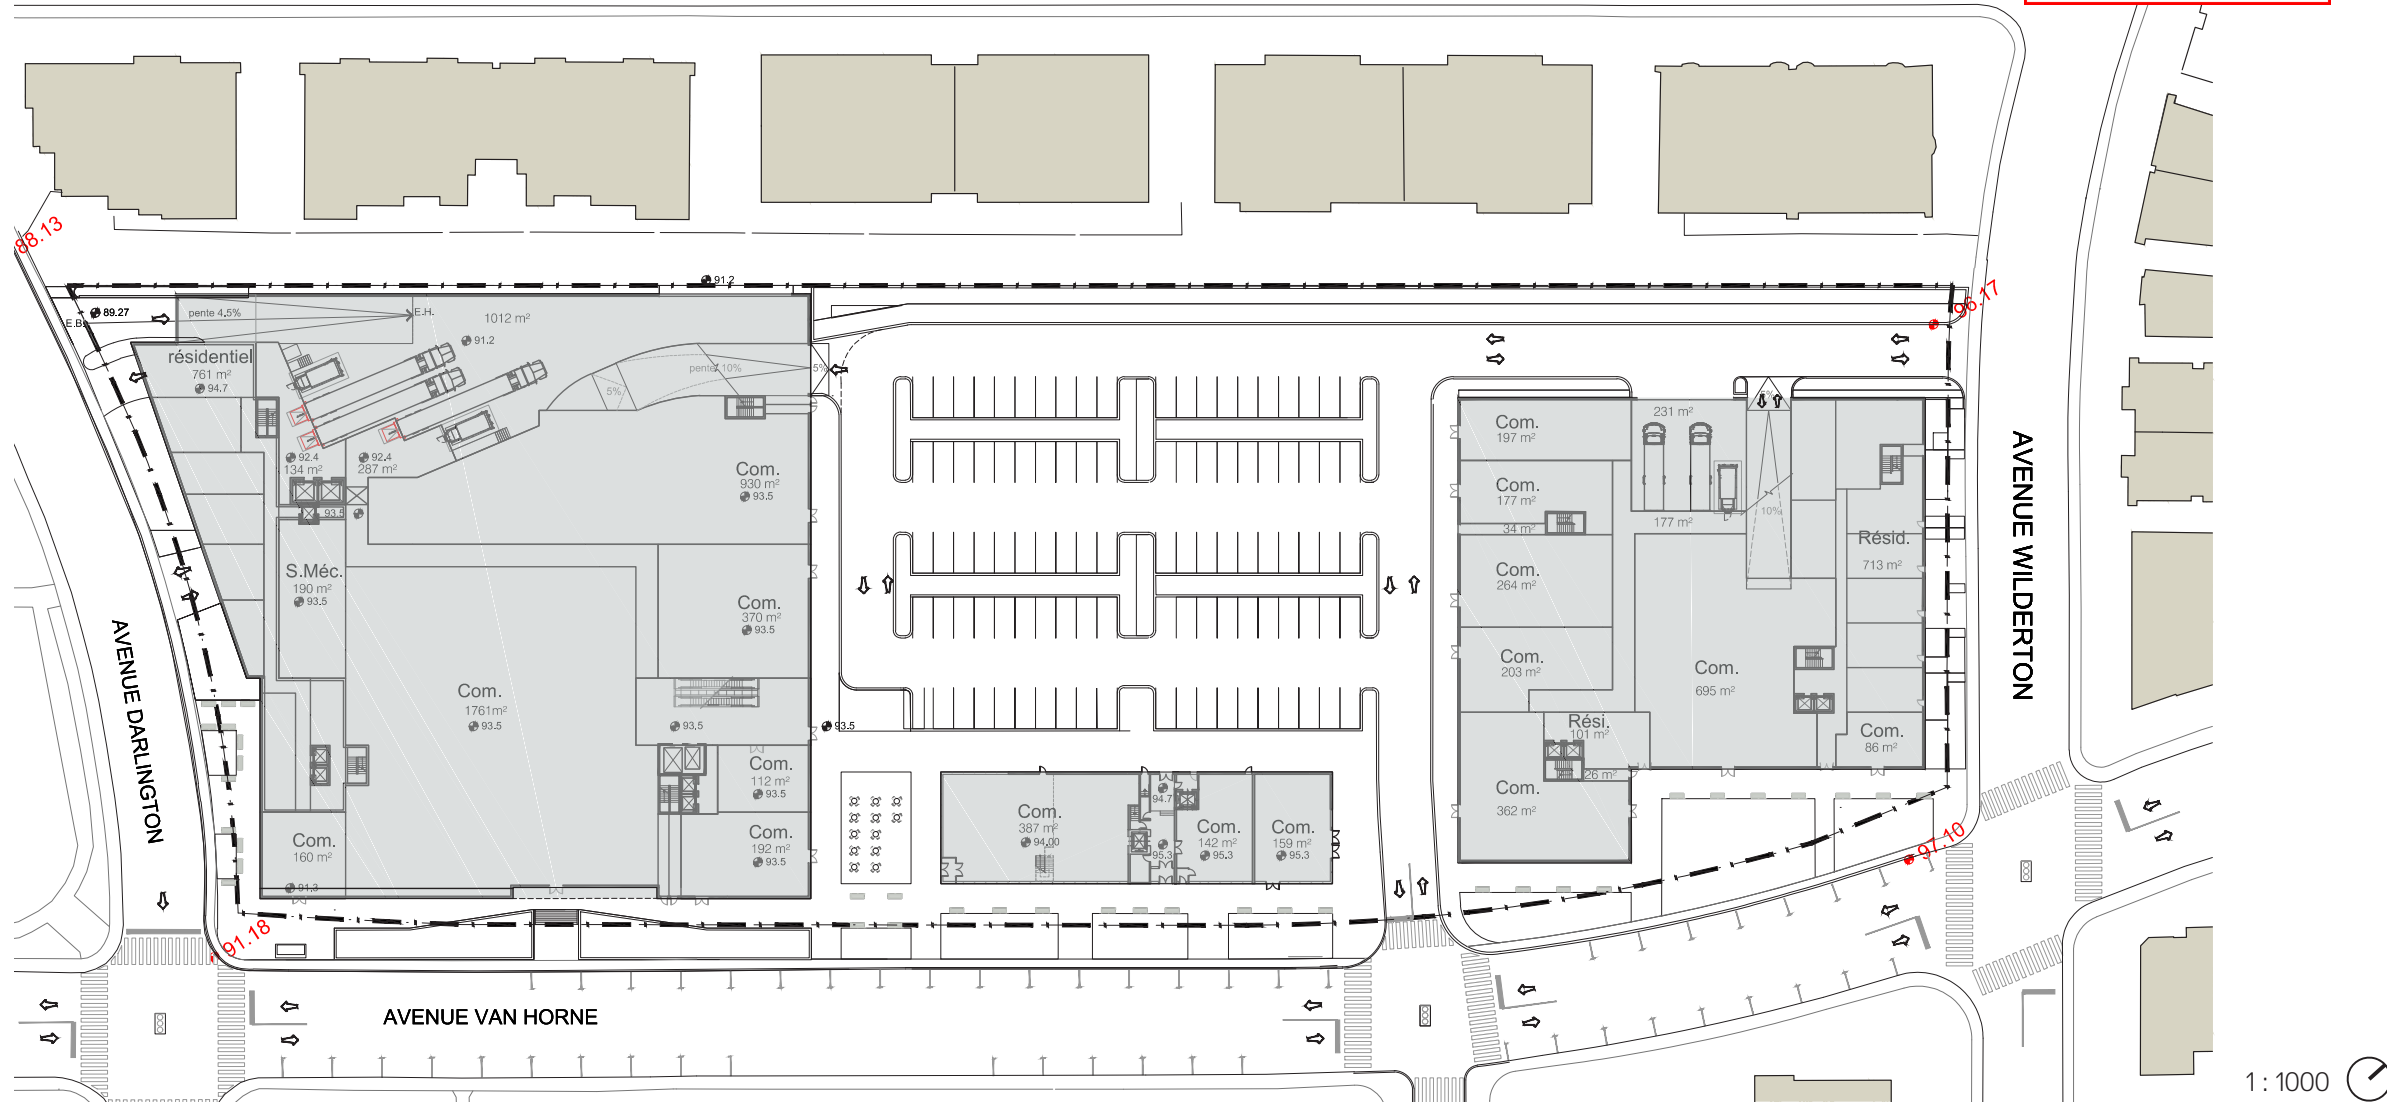 88.13
91.2
96.17
89.27
E.B.
pente 4,5%
E.H.
1012 m²
91.2
résidentiel
761 m²
94.7
pente 10%
5%
5%
92.4
134 m²
92.4
287 m²
93.5
Com.
930 m²
93.5
S.Méc.
190 m²
93.5
Com.
370 m²
93.5
Com.
1761m²
93.5
93,5
93.5
Com.
112 m²
93.5
Com.
192 m²
93.5
Com.
160 m²
91,3
91.18
Com.
387 m²
94.00
94.7
95.3
Com.
142 m²
95.3
Com.
159 m²
95.3
Com.
197 m²
231 m²
Com.
177 m²
34 m²
177 m²
10%
Com.
264 m²
Com.
203 m²
Com.
695 m²
Résid.
713 m²
Rési.
101 m²
26 m²
Com.
362 m²
Com.
86 m²
97.10
AVENUE DARLINGTON
AVENUE WILDERTON
AVENUE VAN HORNE
1 : 1000